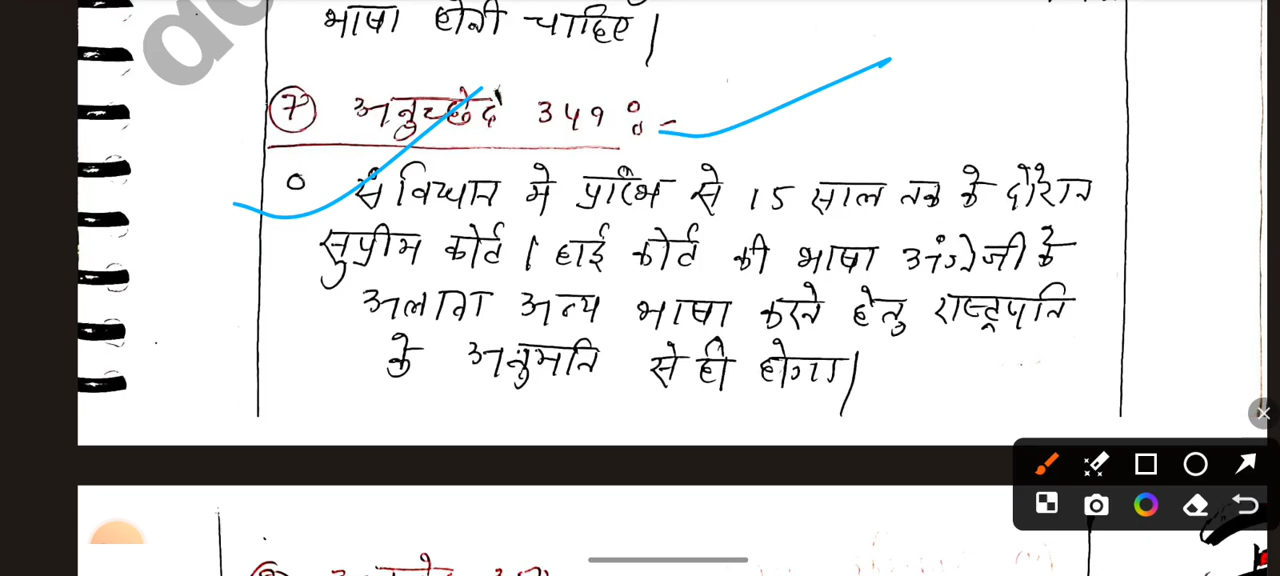 भाषा होनी चाहिए।
⑦ अनुच्छेद 349 :-
० संविधान मे प्रारंभ से 15 साल तक के दौरान
सुप्रीम कोर्ट / हाई कोर्ट की भाषा अंग्रेजी के
अलावा अन्य भाषा करने हेतु राष्ट्रपति
के अनुमति से ही होगा।